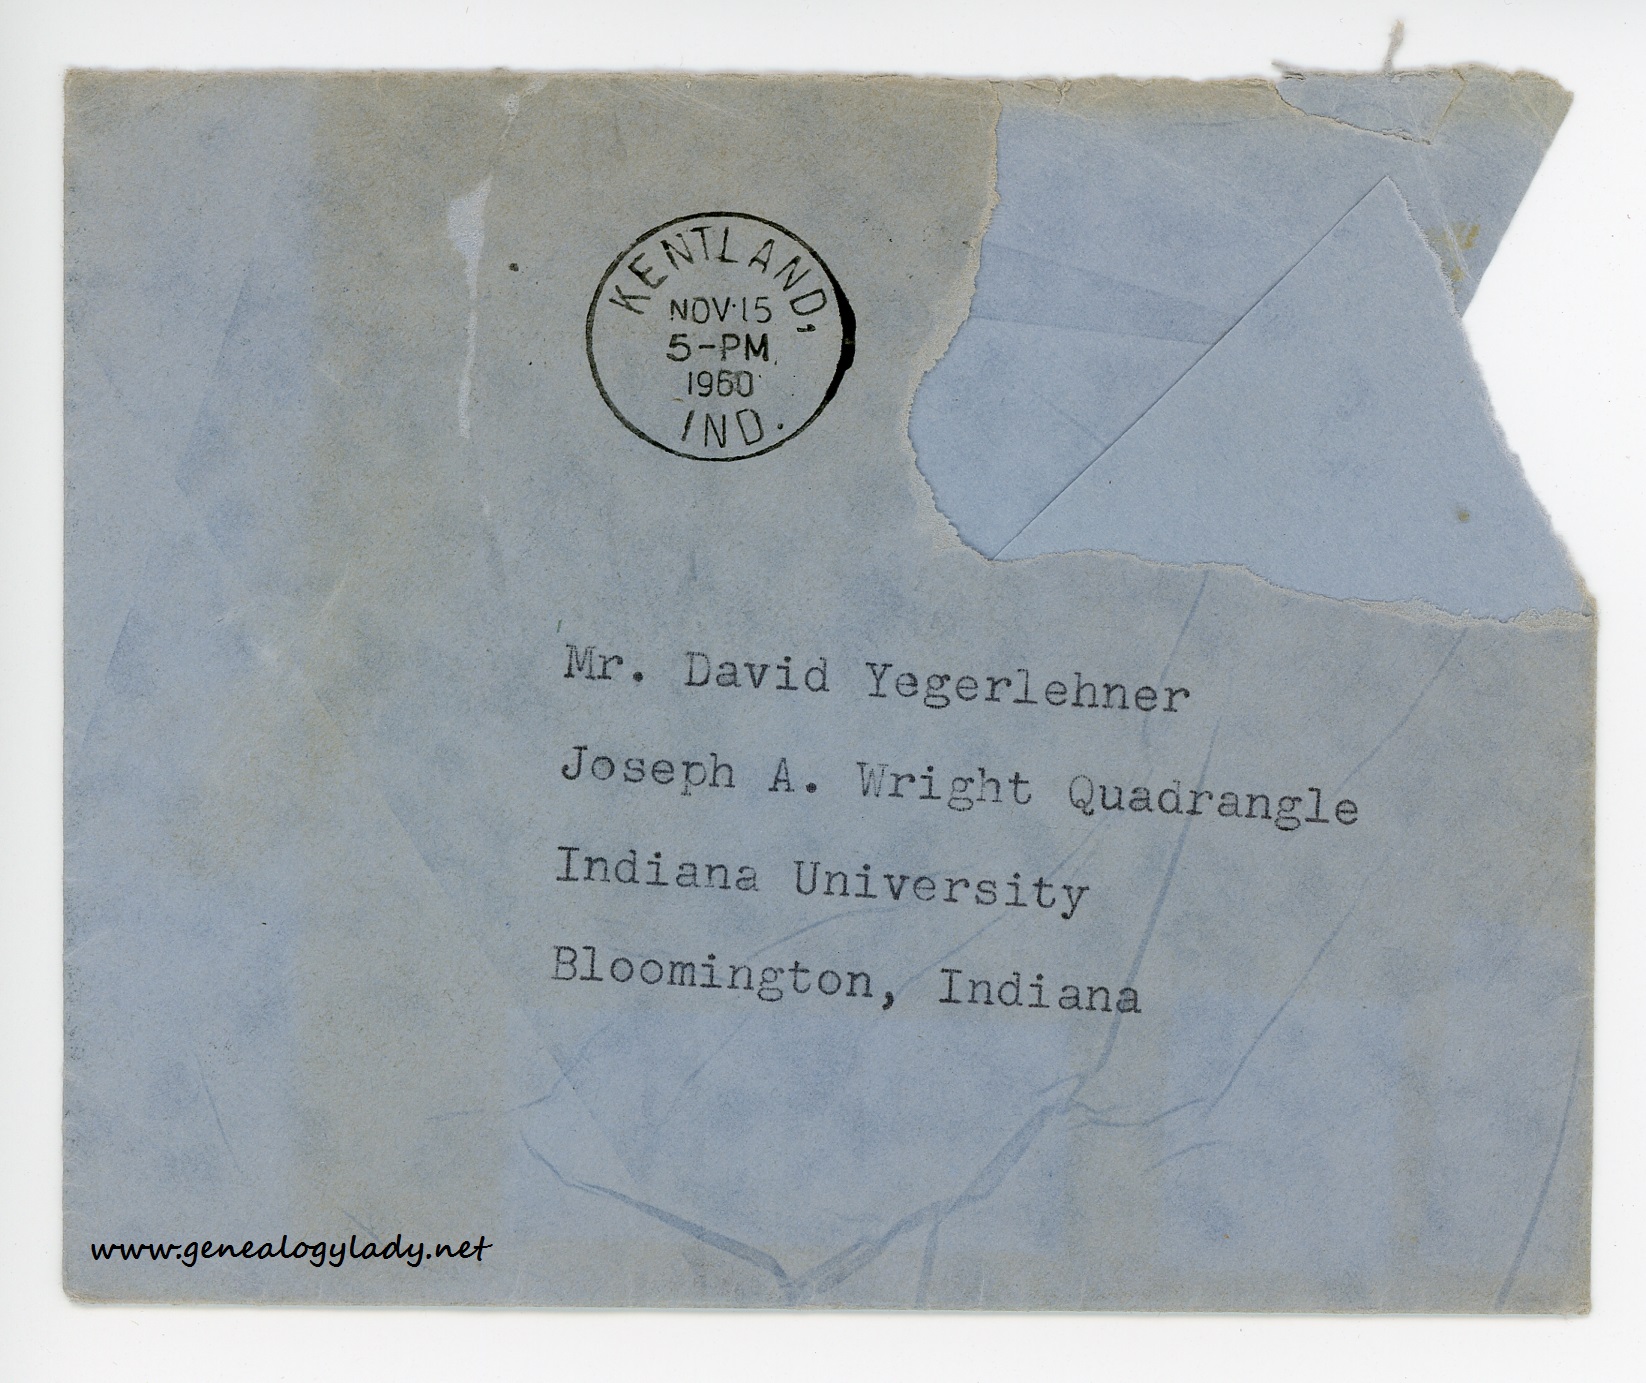 KENTLAND,
NOV·15
5-PM
1960
IND.
Mr. David Yegerlehner
Joseph A. Wright Quadrangle
Indiana University
Bloomington, Indiana
www.genealogylady.net